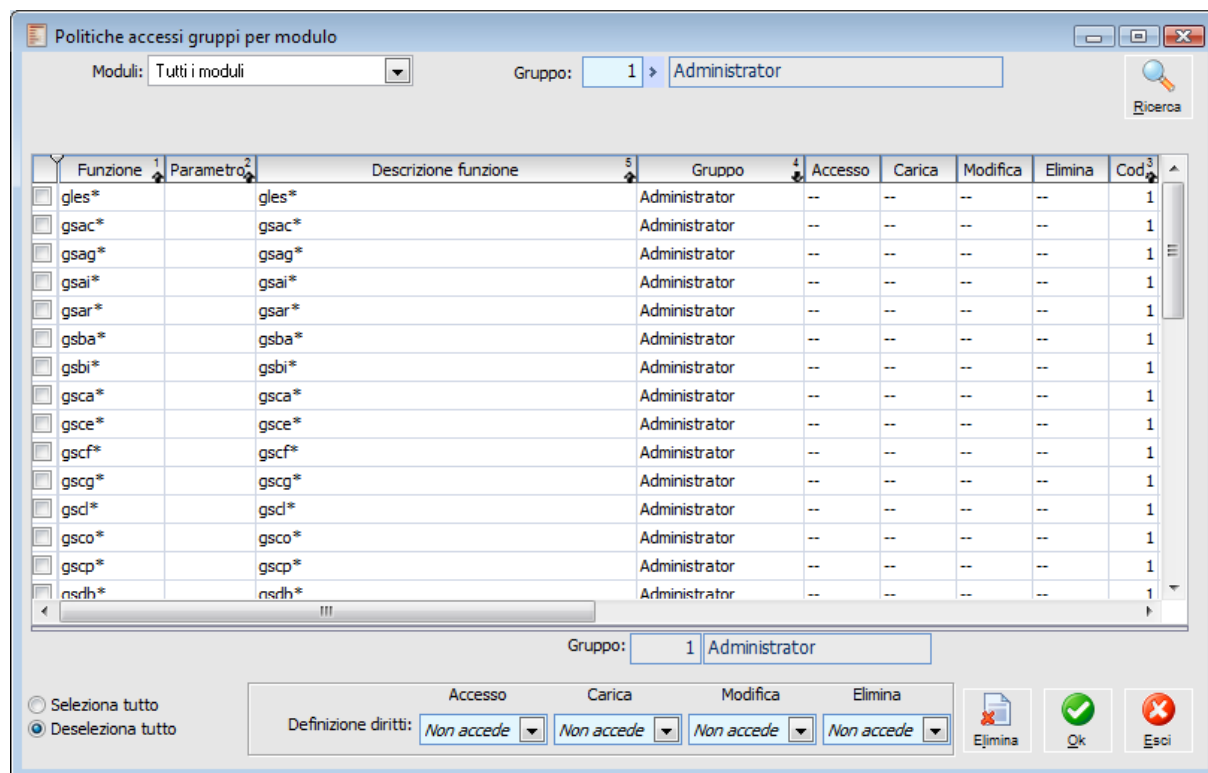 Politiche accessi gruppi per modulo
Moduli: Tutti i moduli Gruppo: 1 Administrator
Ricerca
Funzione 1 Parametro 2 Descrizione funzione 5 Gruppo 4 Accesso Carica Modifica Elimina Cod 3
gles* gles* Administrator -- -- -- -- 1
gsac* gsac* Administrator -- -- -- -- 1
gsag* gsag* Administrator -- -- -- -- 1
gsai* gsai* Administrator -- -- -- -- 1
gsar* gsar* Administrator -- -- -- -- 1
gsba* gsba* Administrator -- -- -- -- 1
gsbi* gsbi* Administrator -- -- -- -- 1
gsca* gsca* Administrator -- -- -- -- 1
gsce* gsce* Administrator -- -- -- -- 1
gscf* gscf* Administrator -- -- -- -- 1
gscg* gscg* Administrator -- -- -- -- 1
gscl* gscl* Administrator -- -- -- -- 1
gsco* gsco* Administrator -- -- -- -- 1
gscp* gscp* Administrator -- -- -- -- 1
gsdb* gsdb* Administrator -- -- -- -- 1
Gruppo: 1 Administrator
Seleziona tutto
Deseleziona tutto
Accesso Carica Modifica Elimina
Definizione diritti: Non accede Non accede Non accede Non accede
Elimina Ok Esci